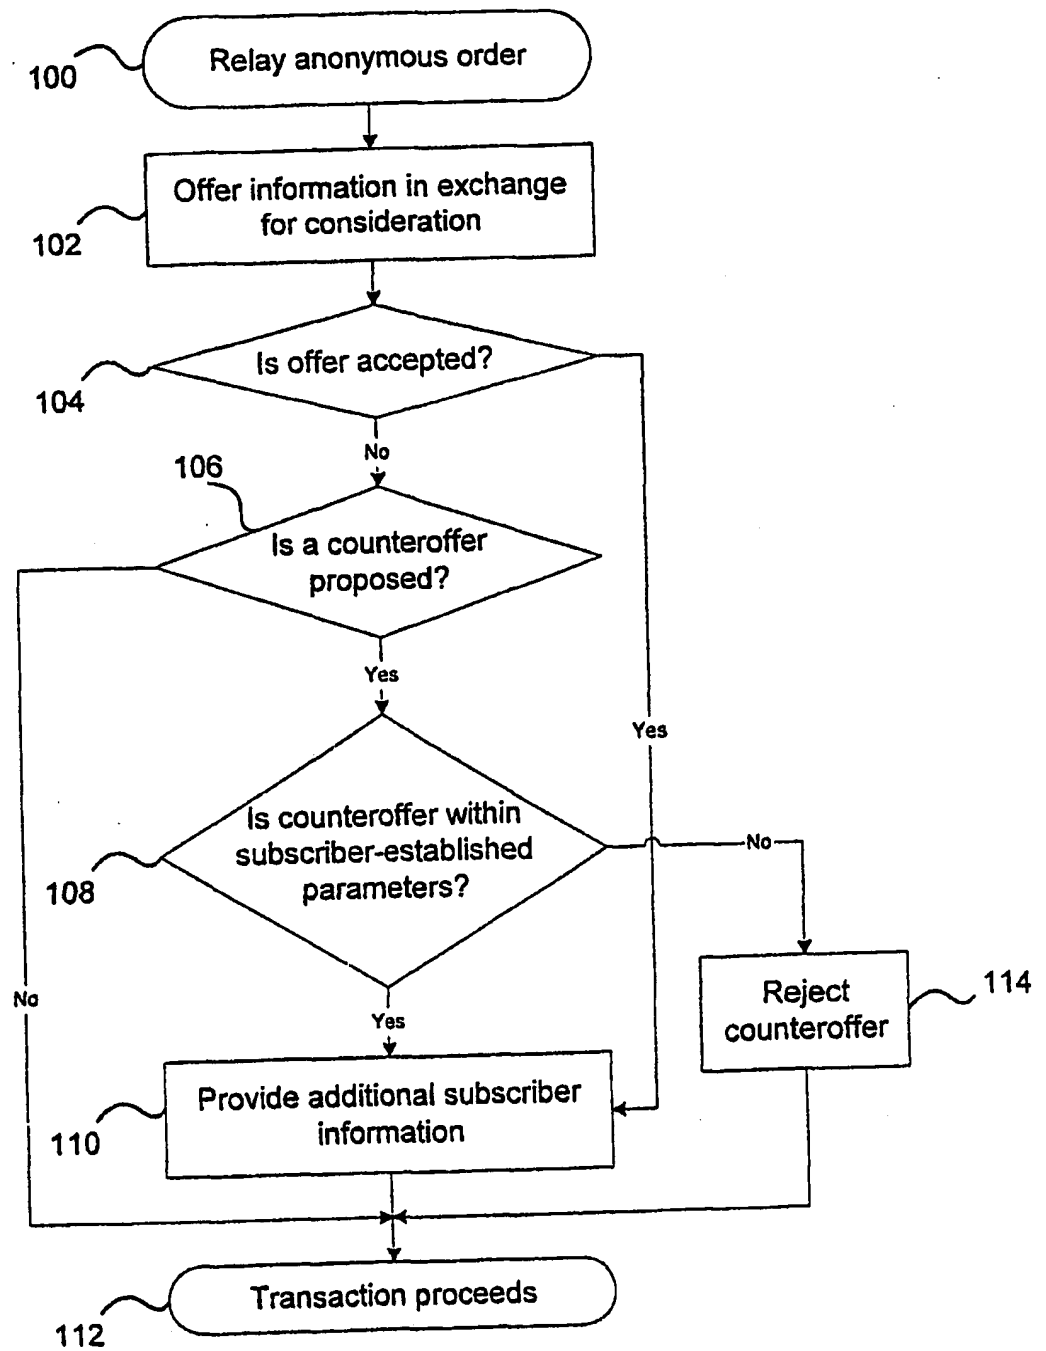 Relay anonymous order
100
Offer information in exchange
for consideration
102
Is offer accepted?
104
No
106
Is a counteroffer
proposed?
Yes
Yes
Is counteroffer within
subscriber-established
parameters?
No
108
Reject
counteroffer
114
No
Yes
Provide additional subscriber
information
110
Transaction proceeds
112